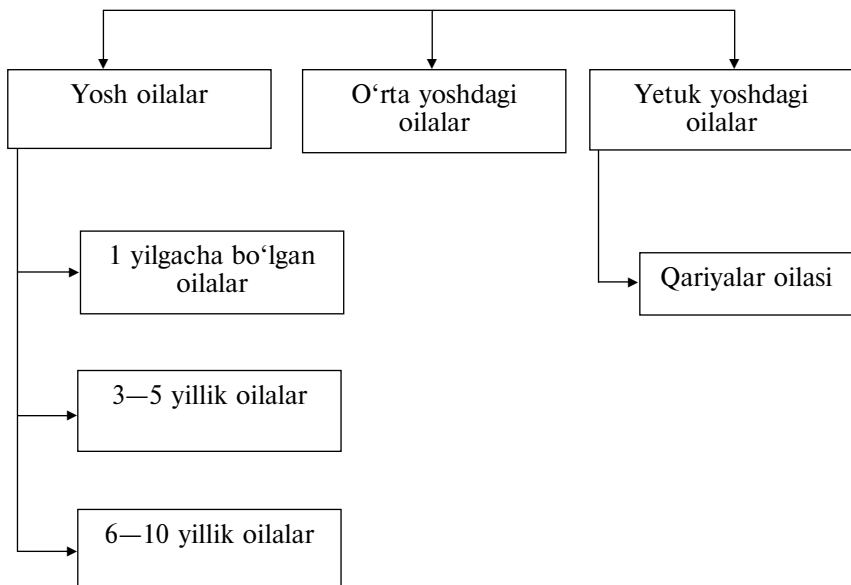 Yosh oilalar
O‘rta yoshdagi
oilalar
Yetuk yoshdagi
oilalar
1 yilgacha bo‘lgan
oilalar
Qariyalar oilasi
3—5 yillik oilalar
6—10 yillik oilalar